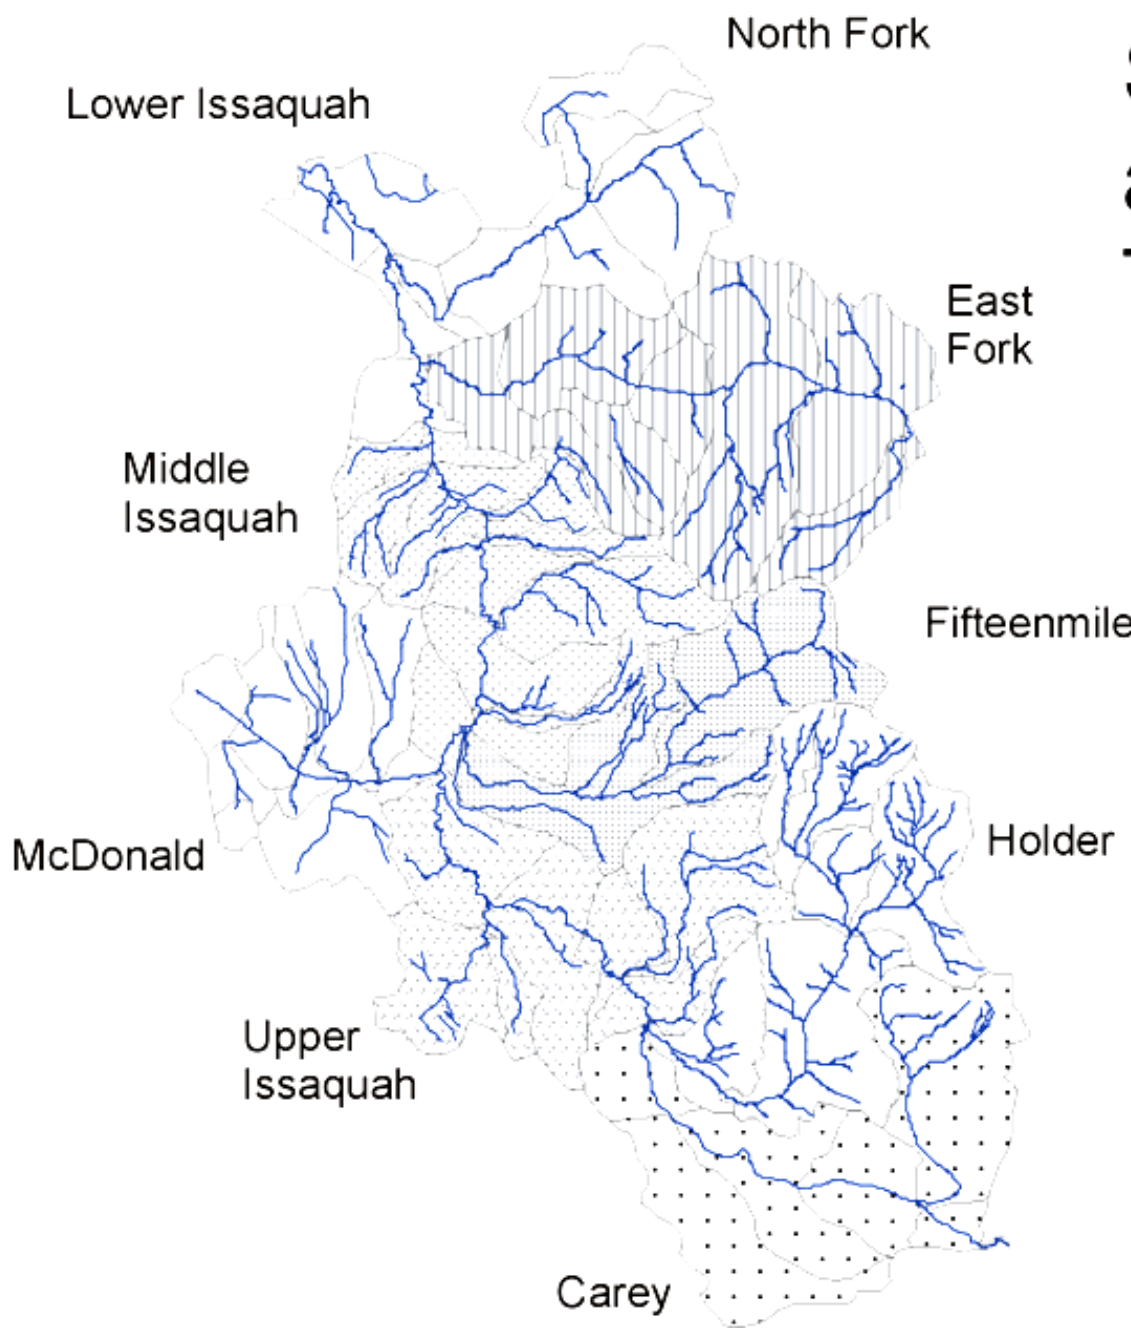 North Fork
Lower Issaquah
East
Fork
Middle
Issaquah
Fifteenmile
McDonald
Holder
Upper
Issaquah
Carey